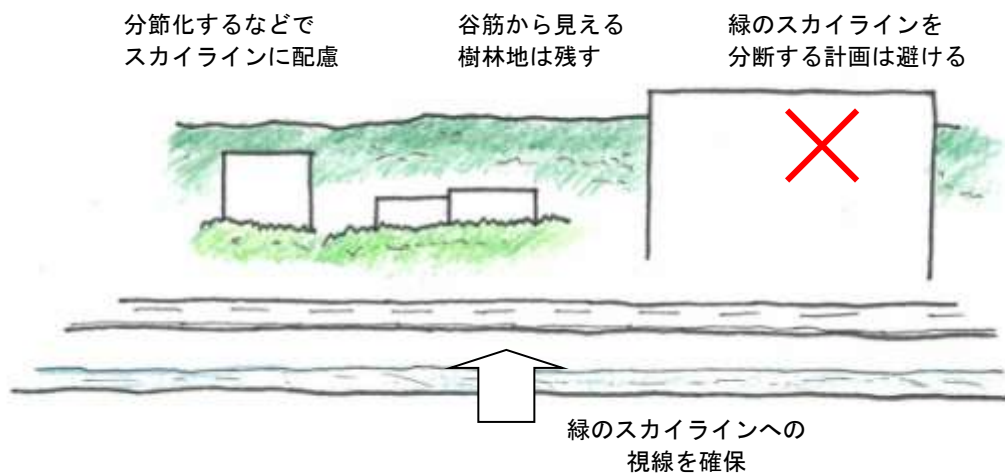 分節化するなどで
スカイラインに配慮
谷筋から見える
樹林地は残す
緑のスカイラインを
分断する計画は避ける
緑のスカイラインへの
視線を確保